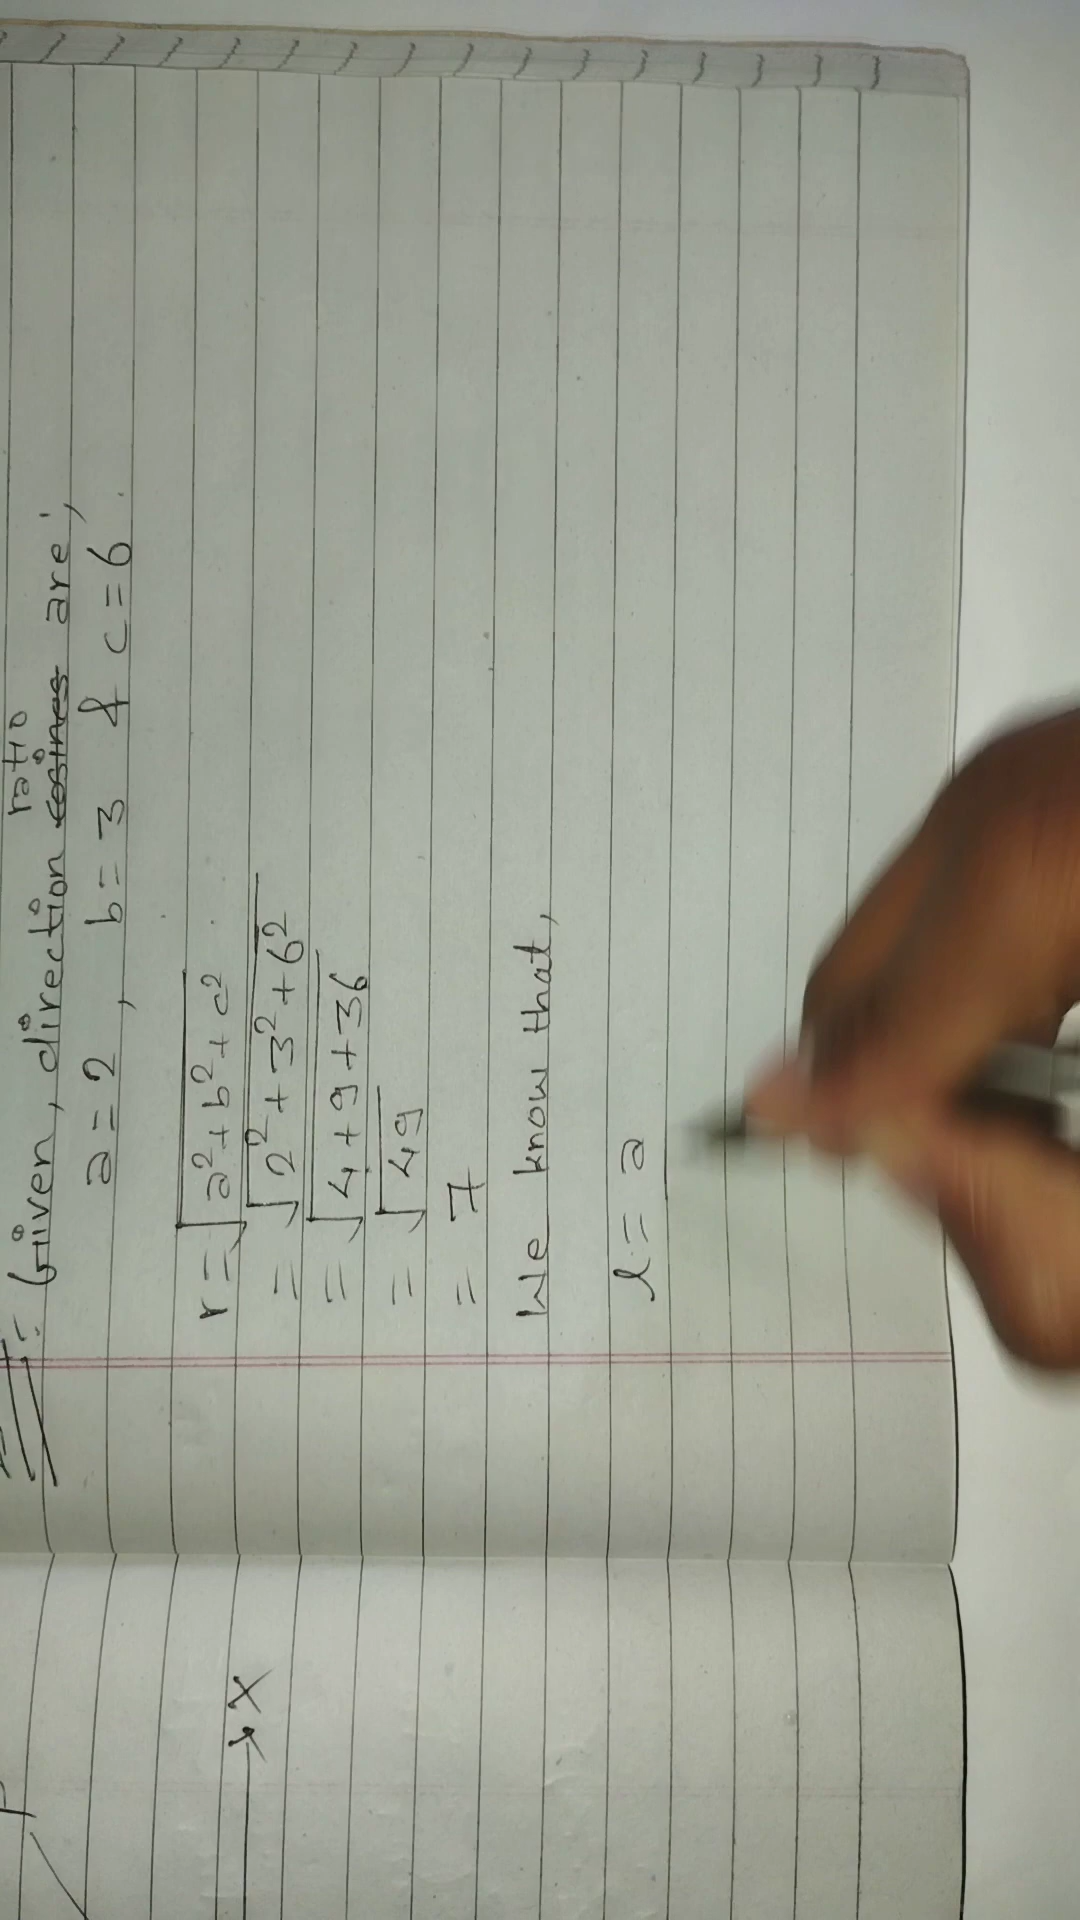 Given, direction cosines ratio are;
a = 2 , b = 3 & c = 6.
r = √a²+b²+c²
= √2²+3²+6²
= √4+9+36
= √49
= 7
We know that,
l = a
X